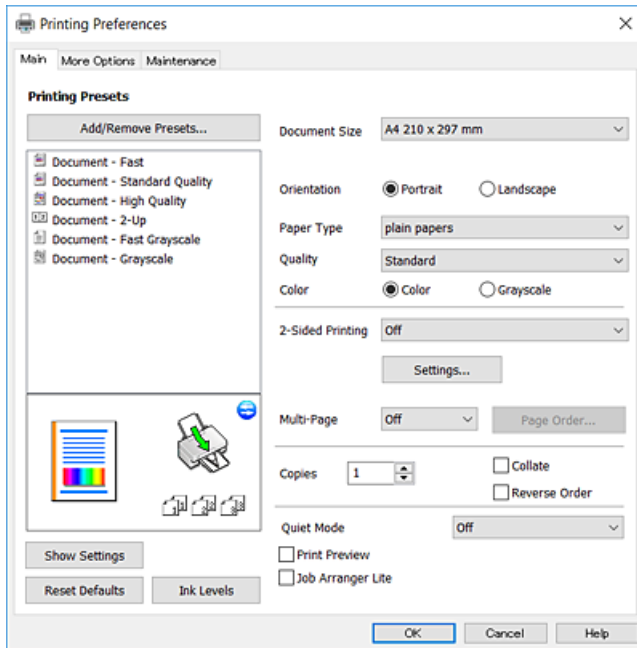 Printing Preferences
Main More Options Maintenance
Printing Presets
Add/Remove Presets...
Document - Fast
Document - Standard Quality
Document - High Quality
Document - 2-Up
Document - Fast Grayscale
Document - Grayscale
Show Settings
Reset Defaults Ink Levels
Document Size A4 210 x 297 mm
Orientation Portrait Landscape
Paper Type plain papers
Quality Standard
Color Color Grayscale
2-Sided Printing Off
Settings...
Multi-Page Off Page Order...
Copies 1 Collate
Reverse Order
Quiet Mode Off
Print Preview
Job Arranger Lite
OK Cancel Help